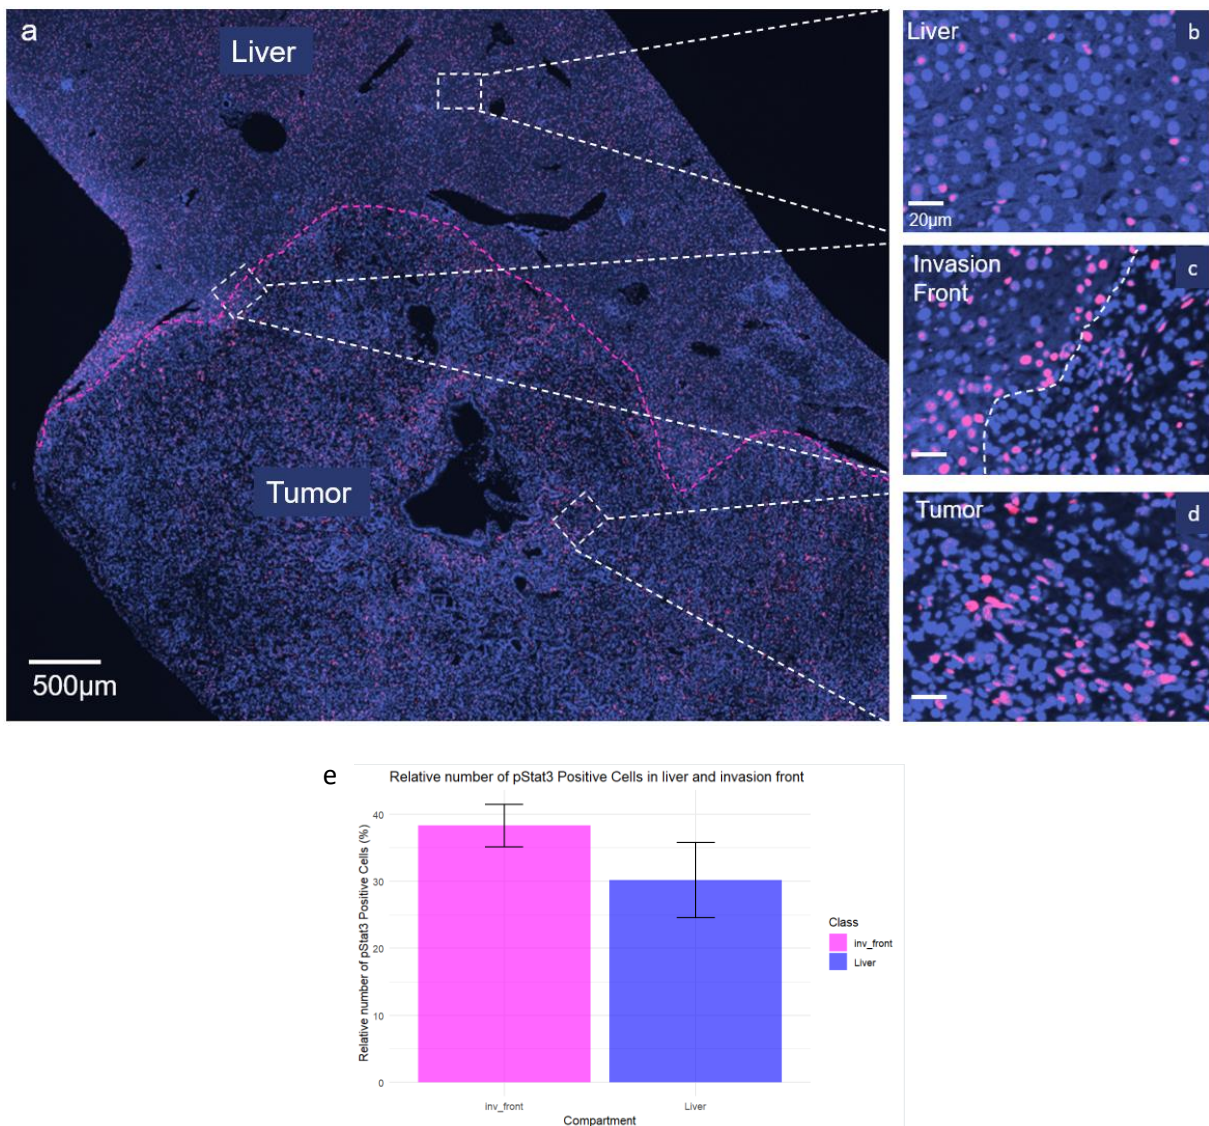 a
Liver
Tumor
500µm
Liver
b
20µm
Invasion
Front
c
Tumor
d
e
Relative number of pStat3 Positive Cells in liver and invasion front
Relative number of pStat3 Positive Cells (%)
40
30
20
10
0
inv_front
Liver
Compartment
Class
inv_front
Liver